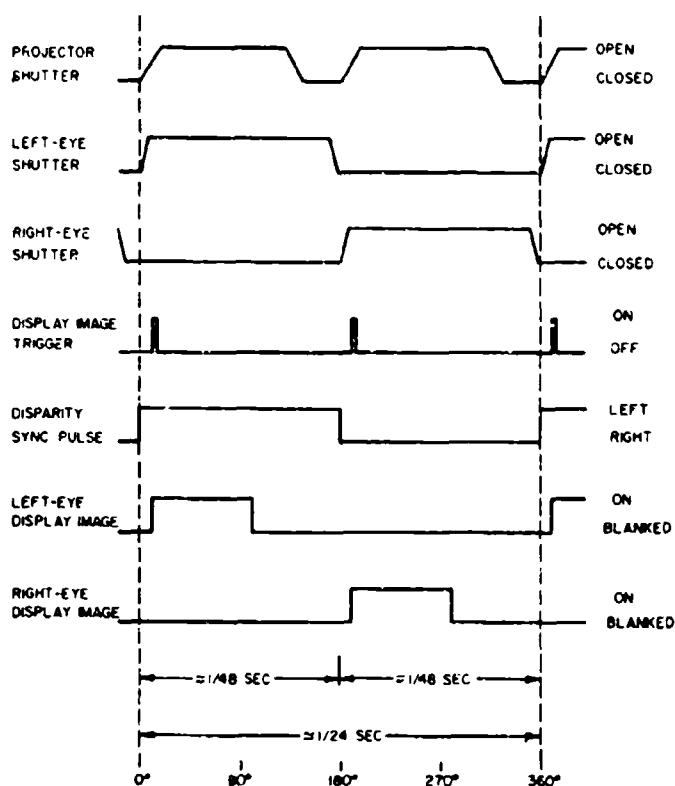 PROJECTOR
SHUTTER
OPEN
CLOSED
LEFT-EYE
SHUTTER
OPEN
CLOSED
RIGHT-EYE
SHUTTER
OPEN
CLOSED
DISPLAY IMAGE
TRIGGER
ON
OFF
DISPARITY
SYNC PULSE
LEFT
RIGHT
LEFT-EYE
DISPLAY IMAGE
ON
BLANKED
RIGHT-EYE
DISPLAY IMAGE
ON
BLANKED
≈1/48 SEC ≈1/48 SEC
≈1/24 SEC
0° 90° 180° 270° 360°